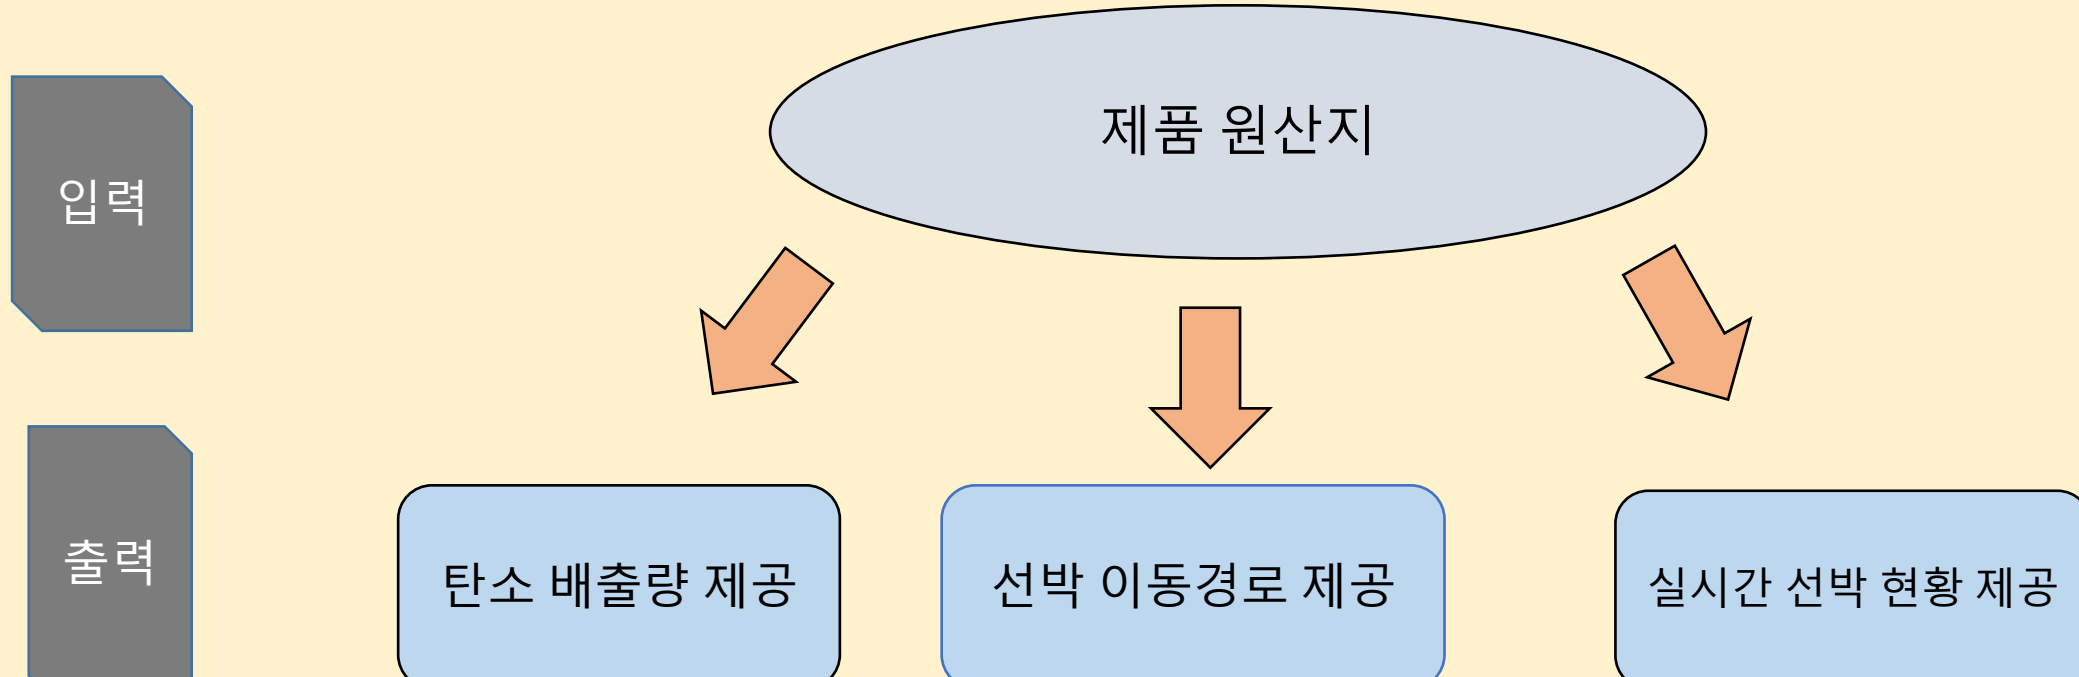 제품 원산지
입력
출력
탄소 배출량 제공
선박 이동경로 제공
실시간 선박 현황 제공